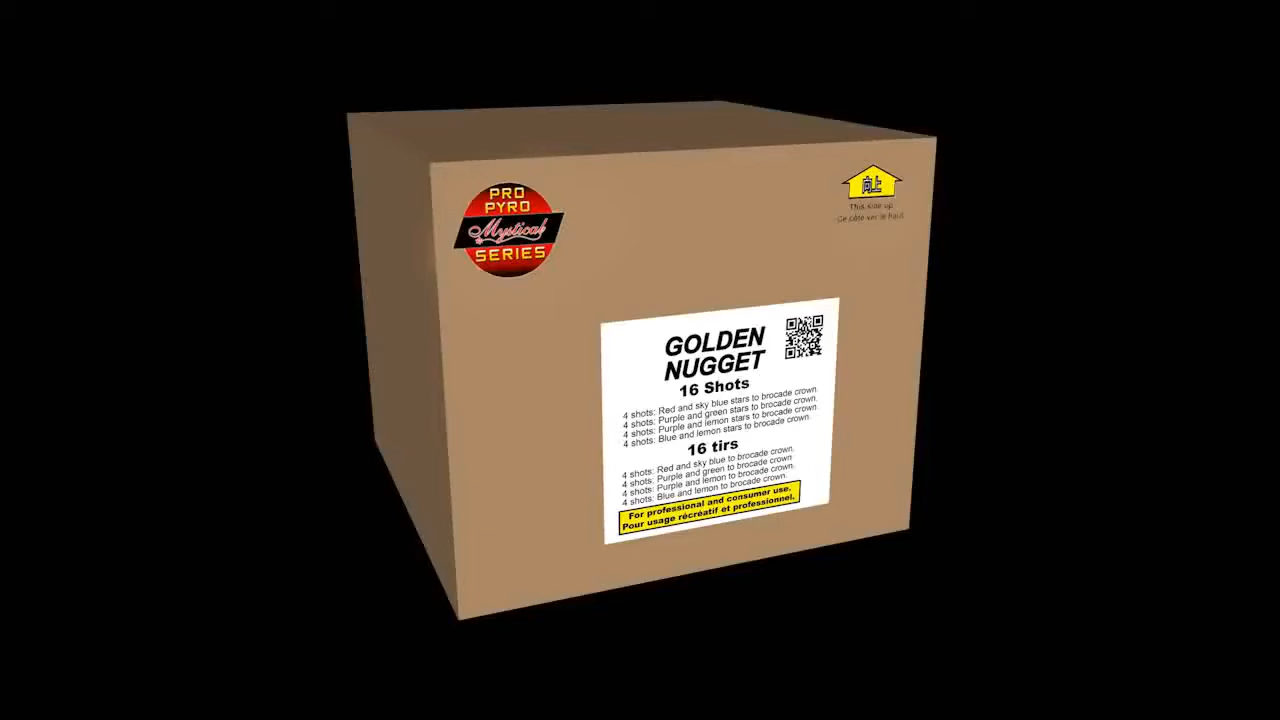 PRO
PYRO
Mystical
SERIES
向上
This side up
Ce côté ver le haut
GOLDEN
NUGGET
16 Shots
4 shots: Red and sky blue stars to brocade crown.
4 shots: Purple and green stars to brocade crown.
4 shots: Purple and lemon stars to brocade crown.
4 shots: Blue and lemon stars to brocade crown.
16 tirs
4 shots: Red and sky blue to brocade crown.
4 shots: Purple and green to brocade crown
4 shots: Purple and lemon to brocade crown.
4 shots: Blue and lemon to brocade crown.
For professional and consumer use.
Pour usage récréatif et professionnel.